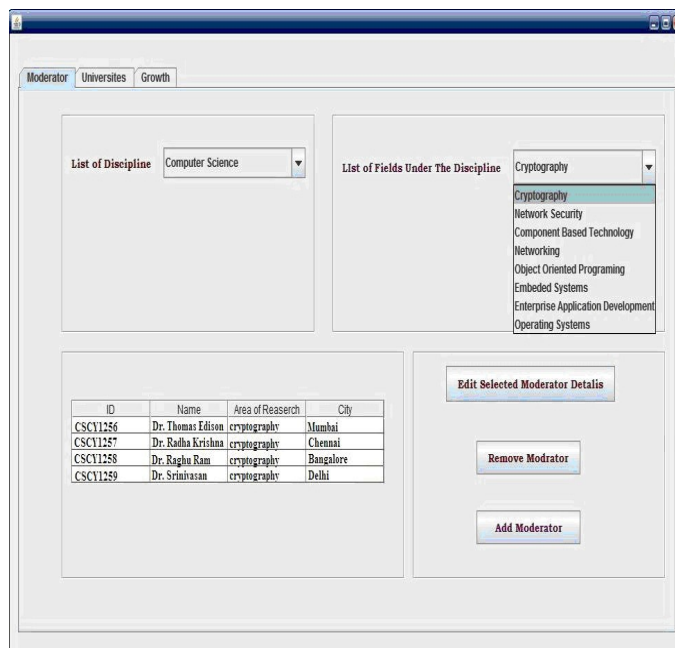 Moderator Universites Growth
List of Discipline Computer Science
LIst of Fields Under The Discipline Cryptography
Cryptography
Network Security
Component Based Technology
Networking
Object Oriented Programing
Embeded Systems
Enterprise Application Development
Operating Systems
ID Name Area of Reaserch City
CSCY1256 Dr. Thomas Edison cryptography Mumbai
CSCY1257 Dr. Radha Krishna cryptography Chennai
CSCY1258 Dr. Raghu Ram cryptography Bangalore
CSCY1259 Dr. Srinivasan cryptography Delhi
Edit Selected Moderator Detalis
Remove Modrator
Add Moderator